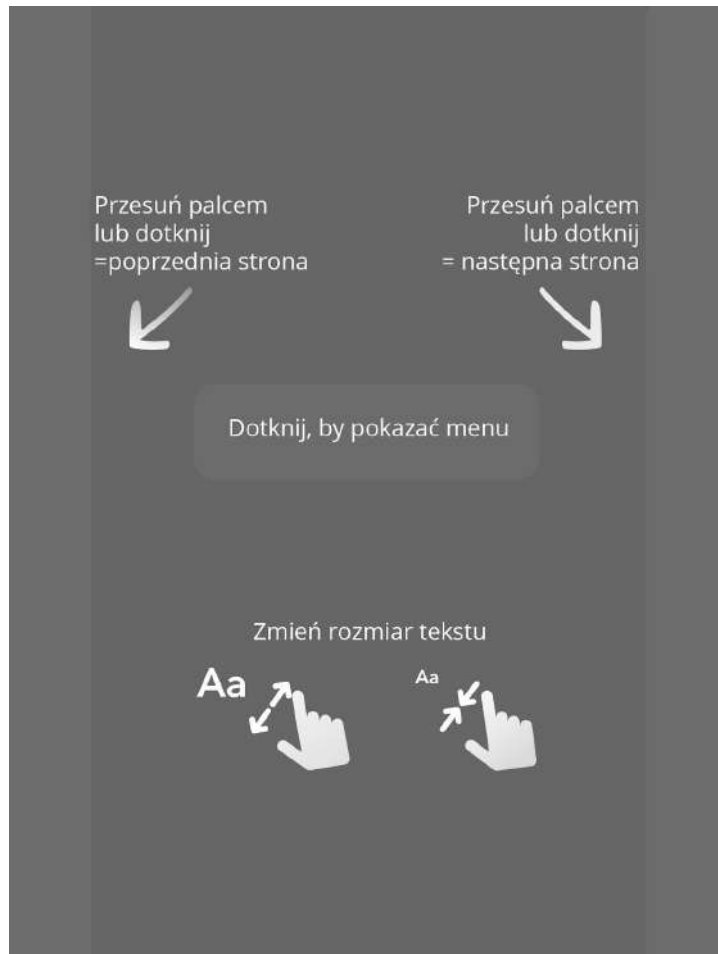 Przesuń palcem
lub dotknij
=poprzednia strona
Przesuń palcem
lub dotknij
= następna strona
Dotknij, by pokazać menu
Zmień rozmiar tekstu
Aa
Aa